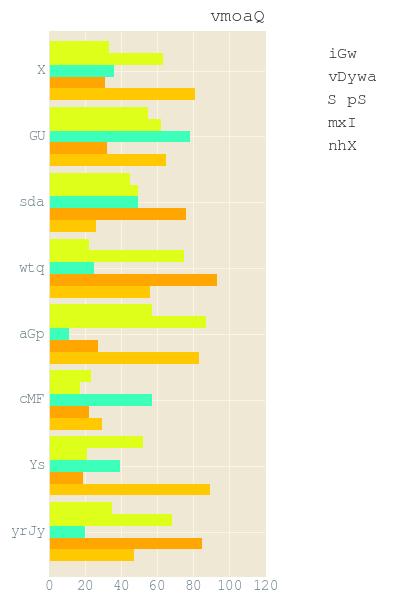 vmoaQ
iGw
vDywa
S pS
mxI
nhX
X
GU
sda
wtq
aGp
cMF
Ys
yrJy
0 20 40 60 80 100 120